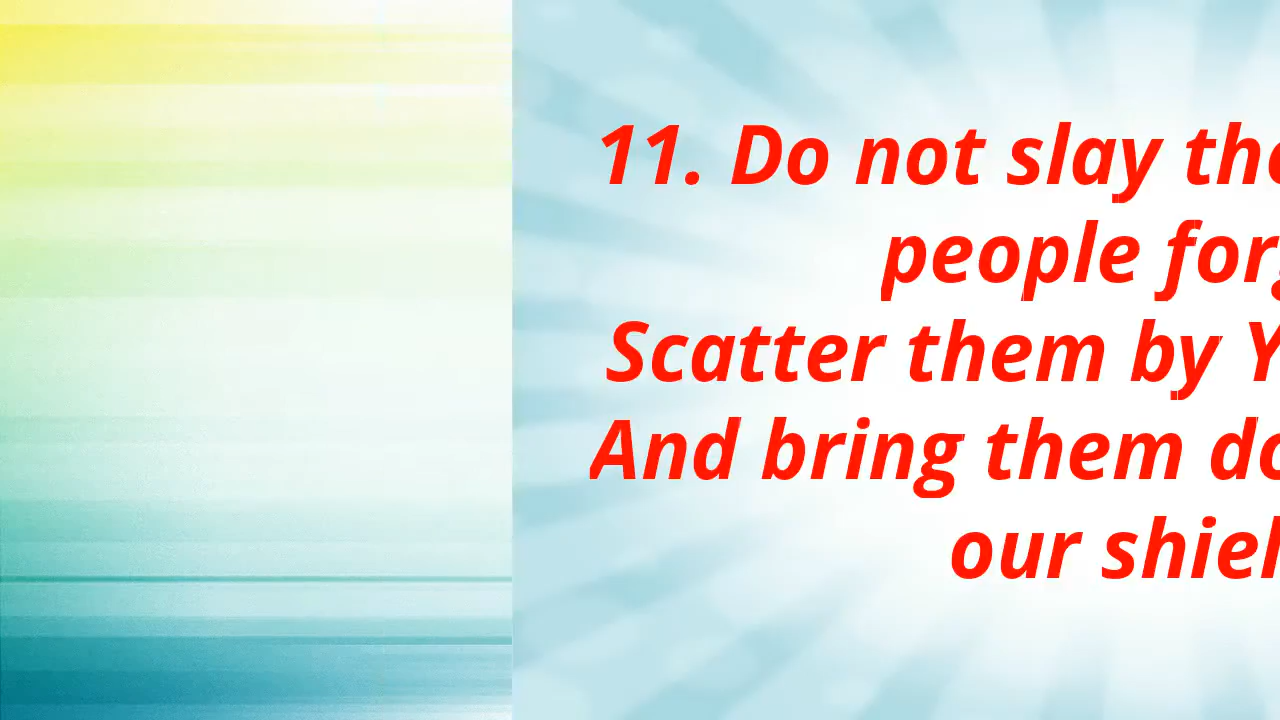 11. Do not slay
people
Scatter them by
And bring them
our